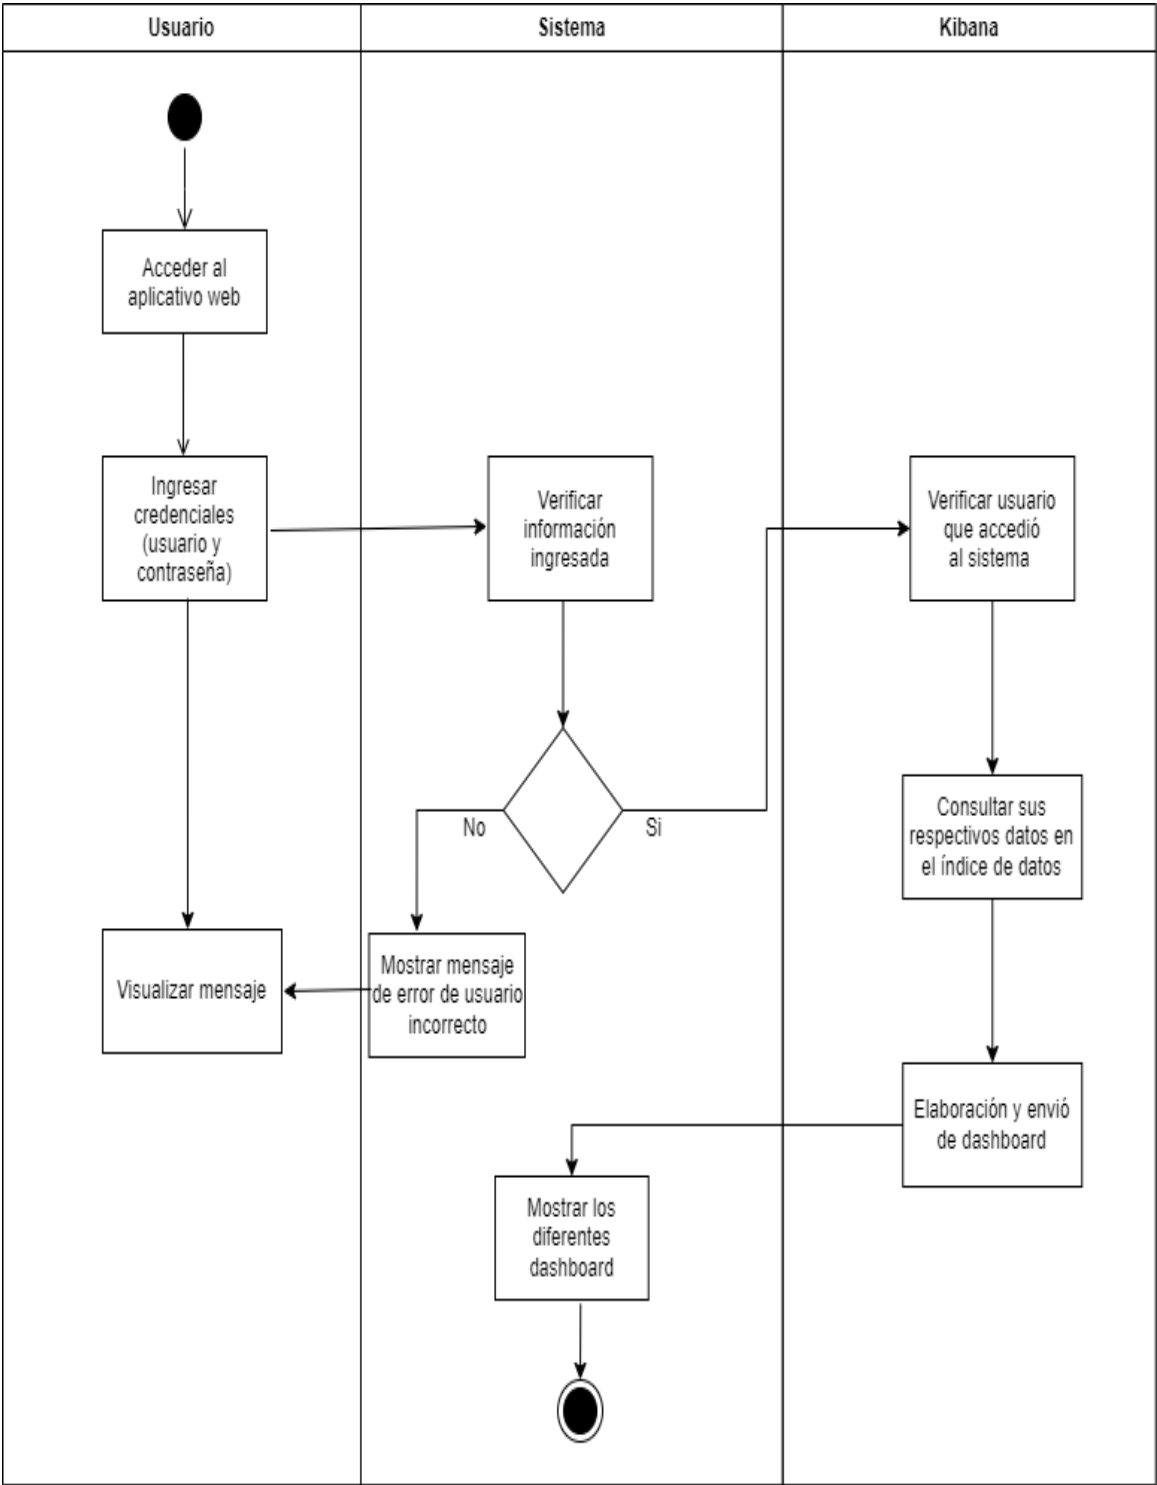 Usuario
Sistema
Kibana
Acceder al
aplicativo web
Ingresar
credenciales
(usuario y
contraseña)
Verificar
información
ingresada
Verificar usuario
que accedió
al sistema
No
Si
Consultar sus
respectivos datos en
el índice de datos
Visualizar mensaje
Mostrar mensaje
de error de usuario
incorrecto
Elaboración y envió
de dashboard
Mostrar los
diferentes
dashboard